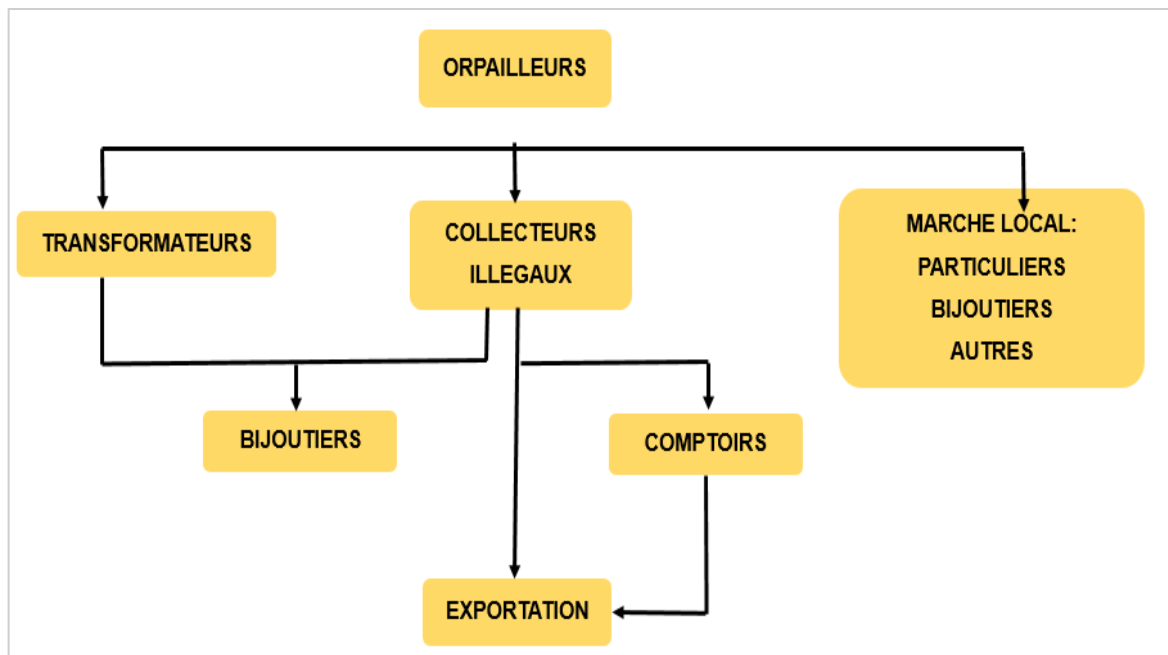 ORPAILLEURS
TRANSFORMATEURS
COLLECTEURS
ILLEGAUX
MARCHE LOCAL:
PARTICULIERS
BIJOUTIERS
AUTRES
BIJOUTIERS
COMPTOIRS
EXPORTATION